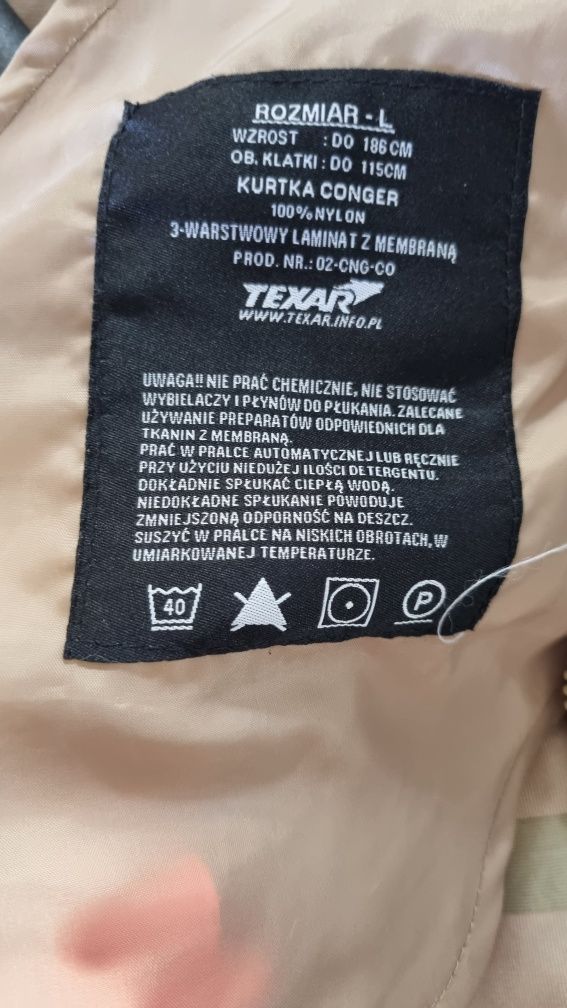 ROZMIAR - L
WZROST : DO 186 CM
OB. KLATKI : DO 115CM
KURTKA CONGER
100% NYLON
3-WARSTWOWY LAMINAT Z MEMBRANĄ
PROD. NR.: 02-CNG-CO
TEXAR
WWW.TEXAR.INFO.PL
UWAGA!! NIE PRAĆ CHEMICZNIE, NIE STOSOWAĆ
WYBIELACZY I PŁYNÓW DO PŁUKANIA. ZALECANE
UŻYWANIE PREPARATÓW ODPOWIEDNICH DLA
TKANIN Z MEMBRANĄ.
PRAĆ W PRALCE AUTOMATYCZNEJ LUB RĘCZNIE
PRZY UŻYCIU NIEDUŻEJ ILOŚCI DETERGENTU.
DOKŁADNIE SPŁUKAĆ CIEPŁĄ WODĄ.
NIEDOKŁADNE SPŁUKANIE POWODUJE
ZMNIEJSZONĄ ODPORNOŚĆ NA DESZCZ.
SUSZYĆ W PRALCE NA NISKICH OBROTACH, W
UMIARKOWANEJ TEMPERATURZE.
40 P